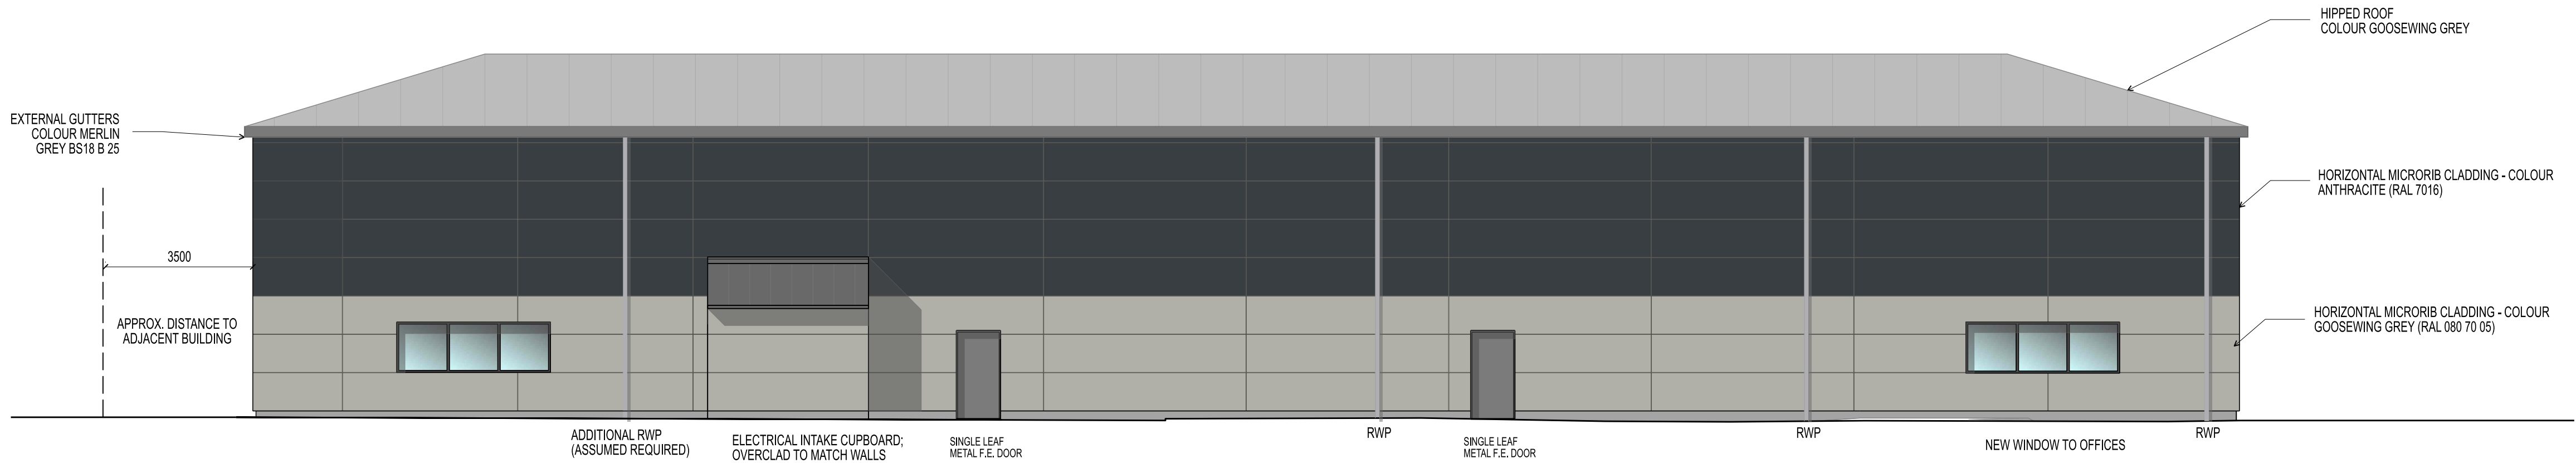 HIPPED ROOF
COLOUR GOOSEWING GREY
EXTERNAL GUTTERS
COLOUR MERLIN
GREY BS18 B 25
HORIZONTAL MICRORIB CLADDING - COLOUR
ANTHRACITE (RAL 7016)
3500
APPROX. DISTANCE TO
ADJACENT BUILDING
HORIZONTAL MICRORIB CLADDING - COLOUR
GOOSEWING GREY (RAL 080 70 05)
ADDITIONAL RWP
(ASSUMED REQUIRED)
ELECTRICAL INTAKE CUPBOARD;
OVERCLAD TO MATCH WALLS
SINGLE LEAF
METAL F.E. DOOR
RWP
SINGLE LEAF
METAL F.E. DOOR
RWP
NEW WINDOW TO OFFICES
RWP